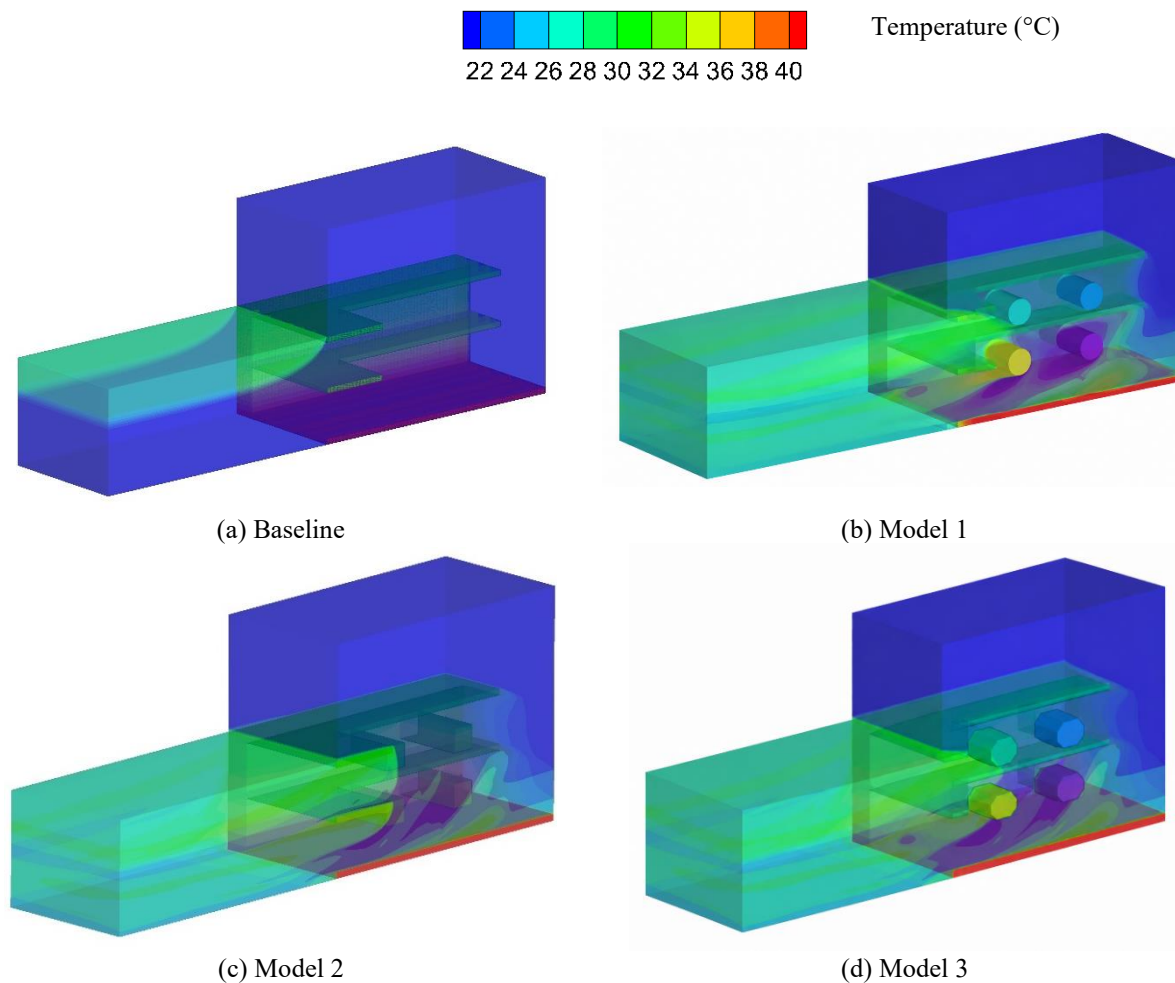 Temperature (°C)
22 24 26 28 30 32 34 36 38 40
(a) Baseline
(b) Model 1
(c) Model 2
(d) Model 3